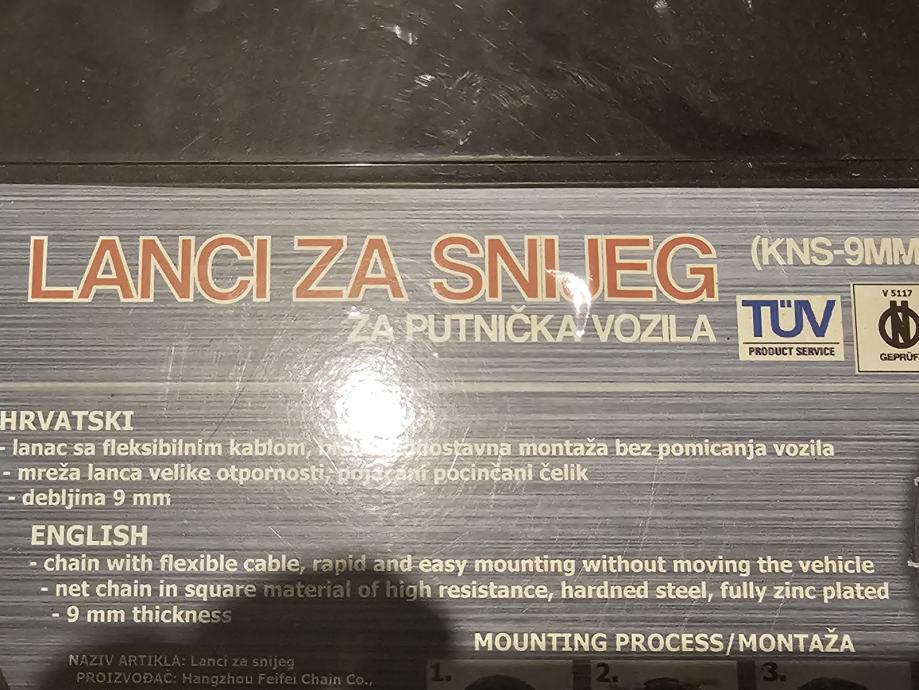 LANCI ZA SNIJEG (KNS-9MM
ZA PUTNIČKA VOZILA
TÜV
PRODUCT SERVICE
V 5117
GEPRÜF
HRVATSKI
- lanac sa fleksibilnim kablom, montaža bez pomicanja vozila
- mreža lanca velike otpornosti, pojačani pocinčani čelik
- debljina 9 mm
ENGLISH
- chain with flexible cable, rapid and easy mounting without moving the vehicle
- net chain in square material of high resistance, hardned steel, fully zinc plated
- 9 mm thickness
MOUNTING PROCESS/MONTAŽA
NAZIV ARTIKLA: Lanci za snijeg
PROIZVOĐAČ: Hangzhou Feifei Chain Co.,
1. 2. 3.